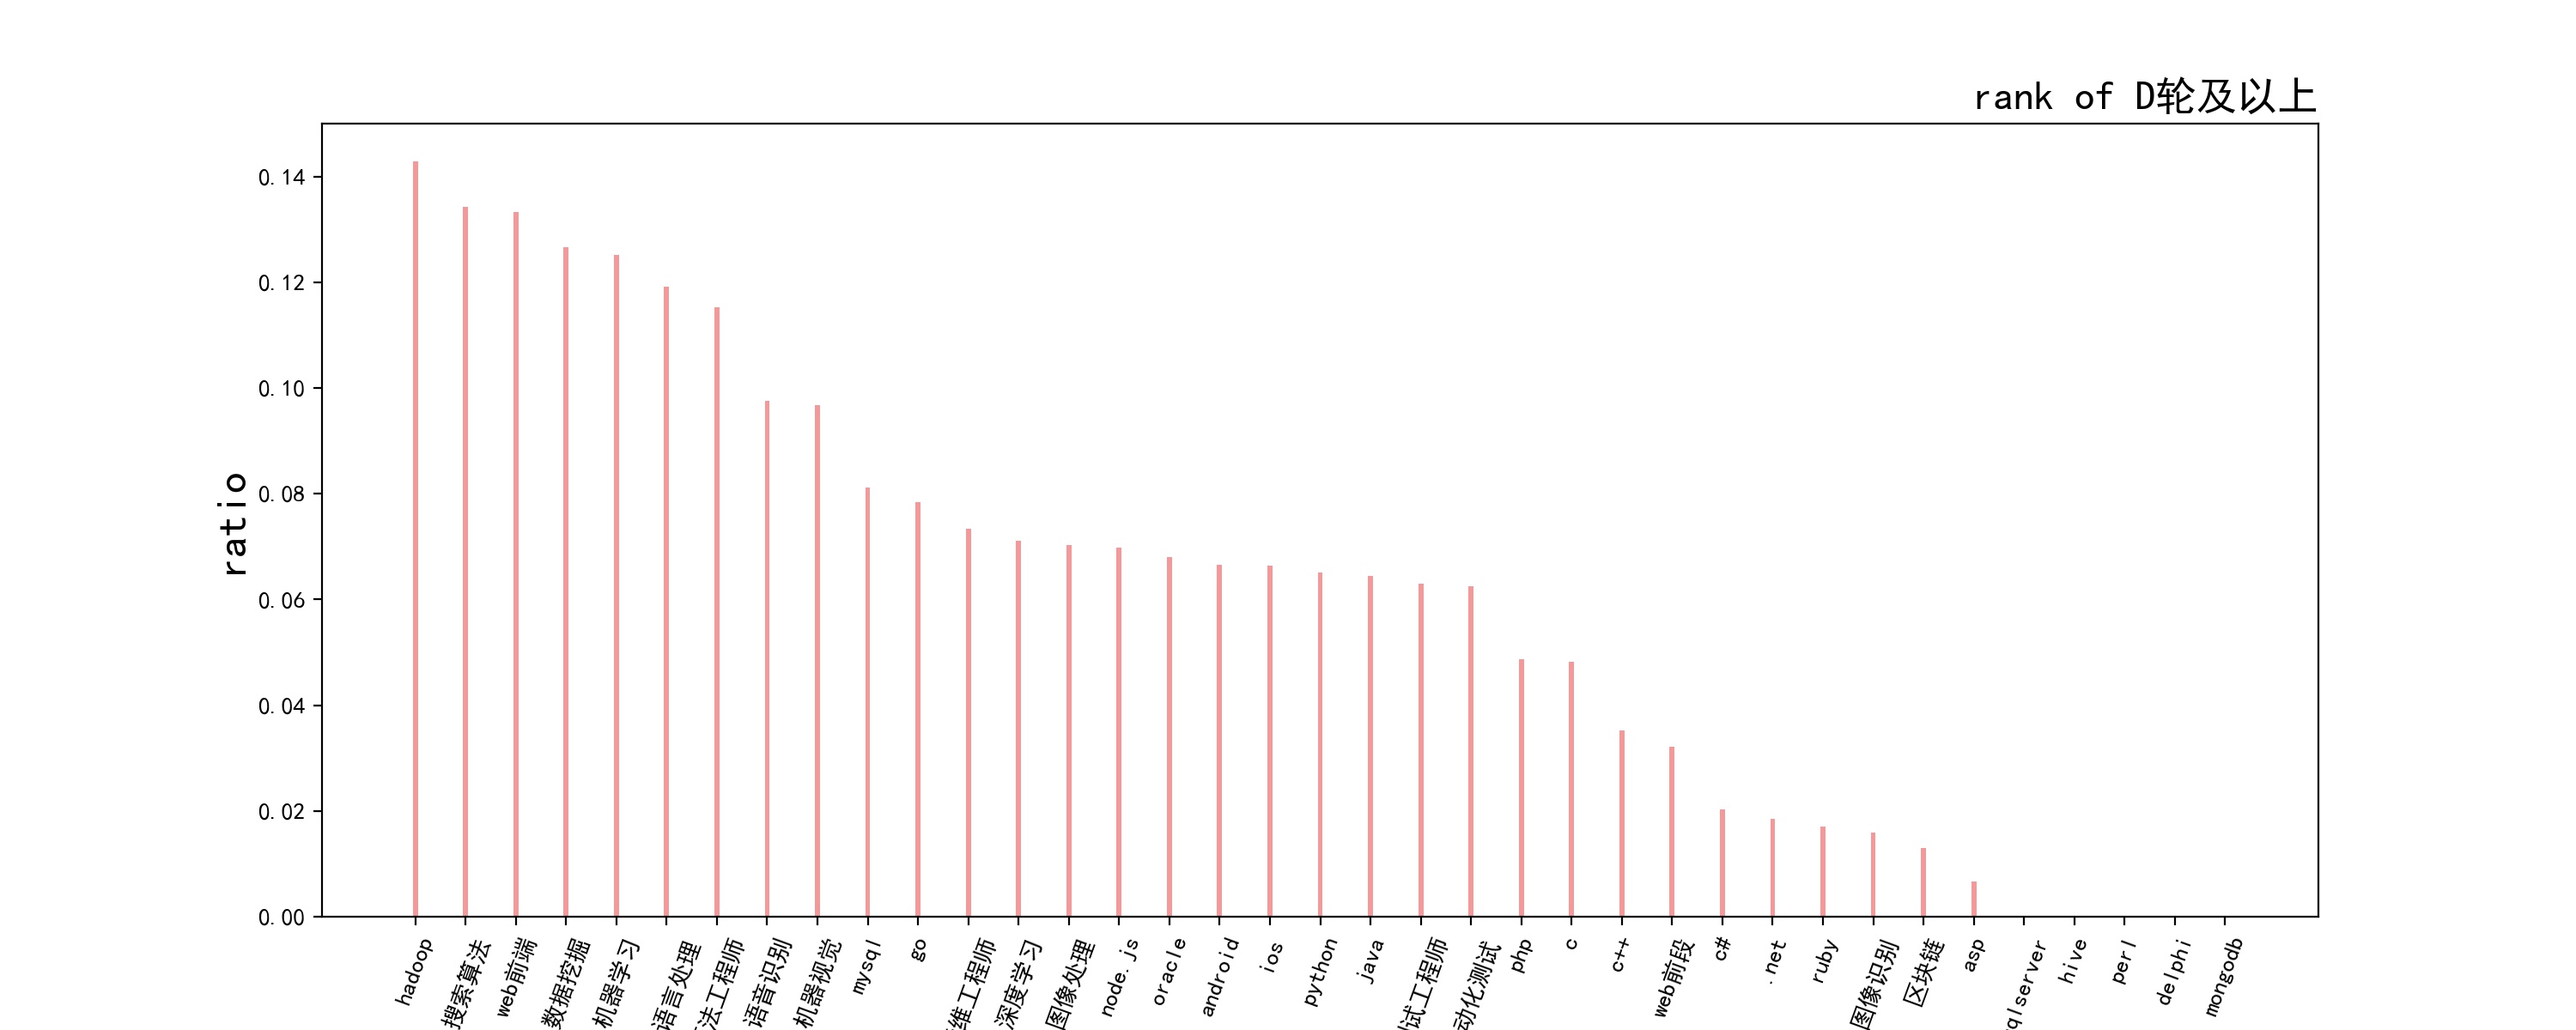 rank of D轮及以上
ratio
0.14
0.12
0.10
0.08
0.06
0.04
0.02
0.00
hadoop
搜索算法
web前端
数据挖掘
机器学习
语言处理
法工程师
语音识别
机器视觉
mysql
go
维工程师
深度学习
图像处理
node.js
oracle
android
ios
python
java
试工程师
动化测试
php
c
c++
web前段
c#
.net
ruby
图像识别
区块链
asp
qlserver
hive
perl
delphi
mongodb